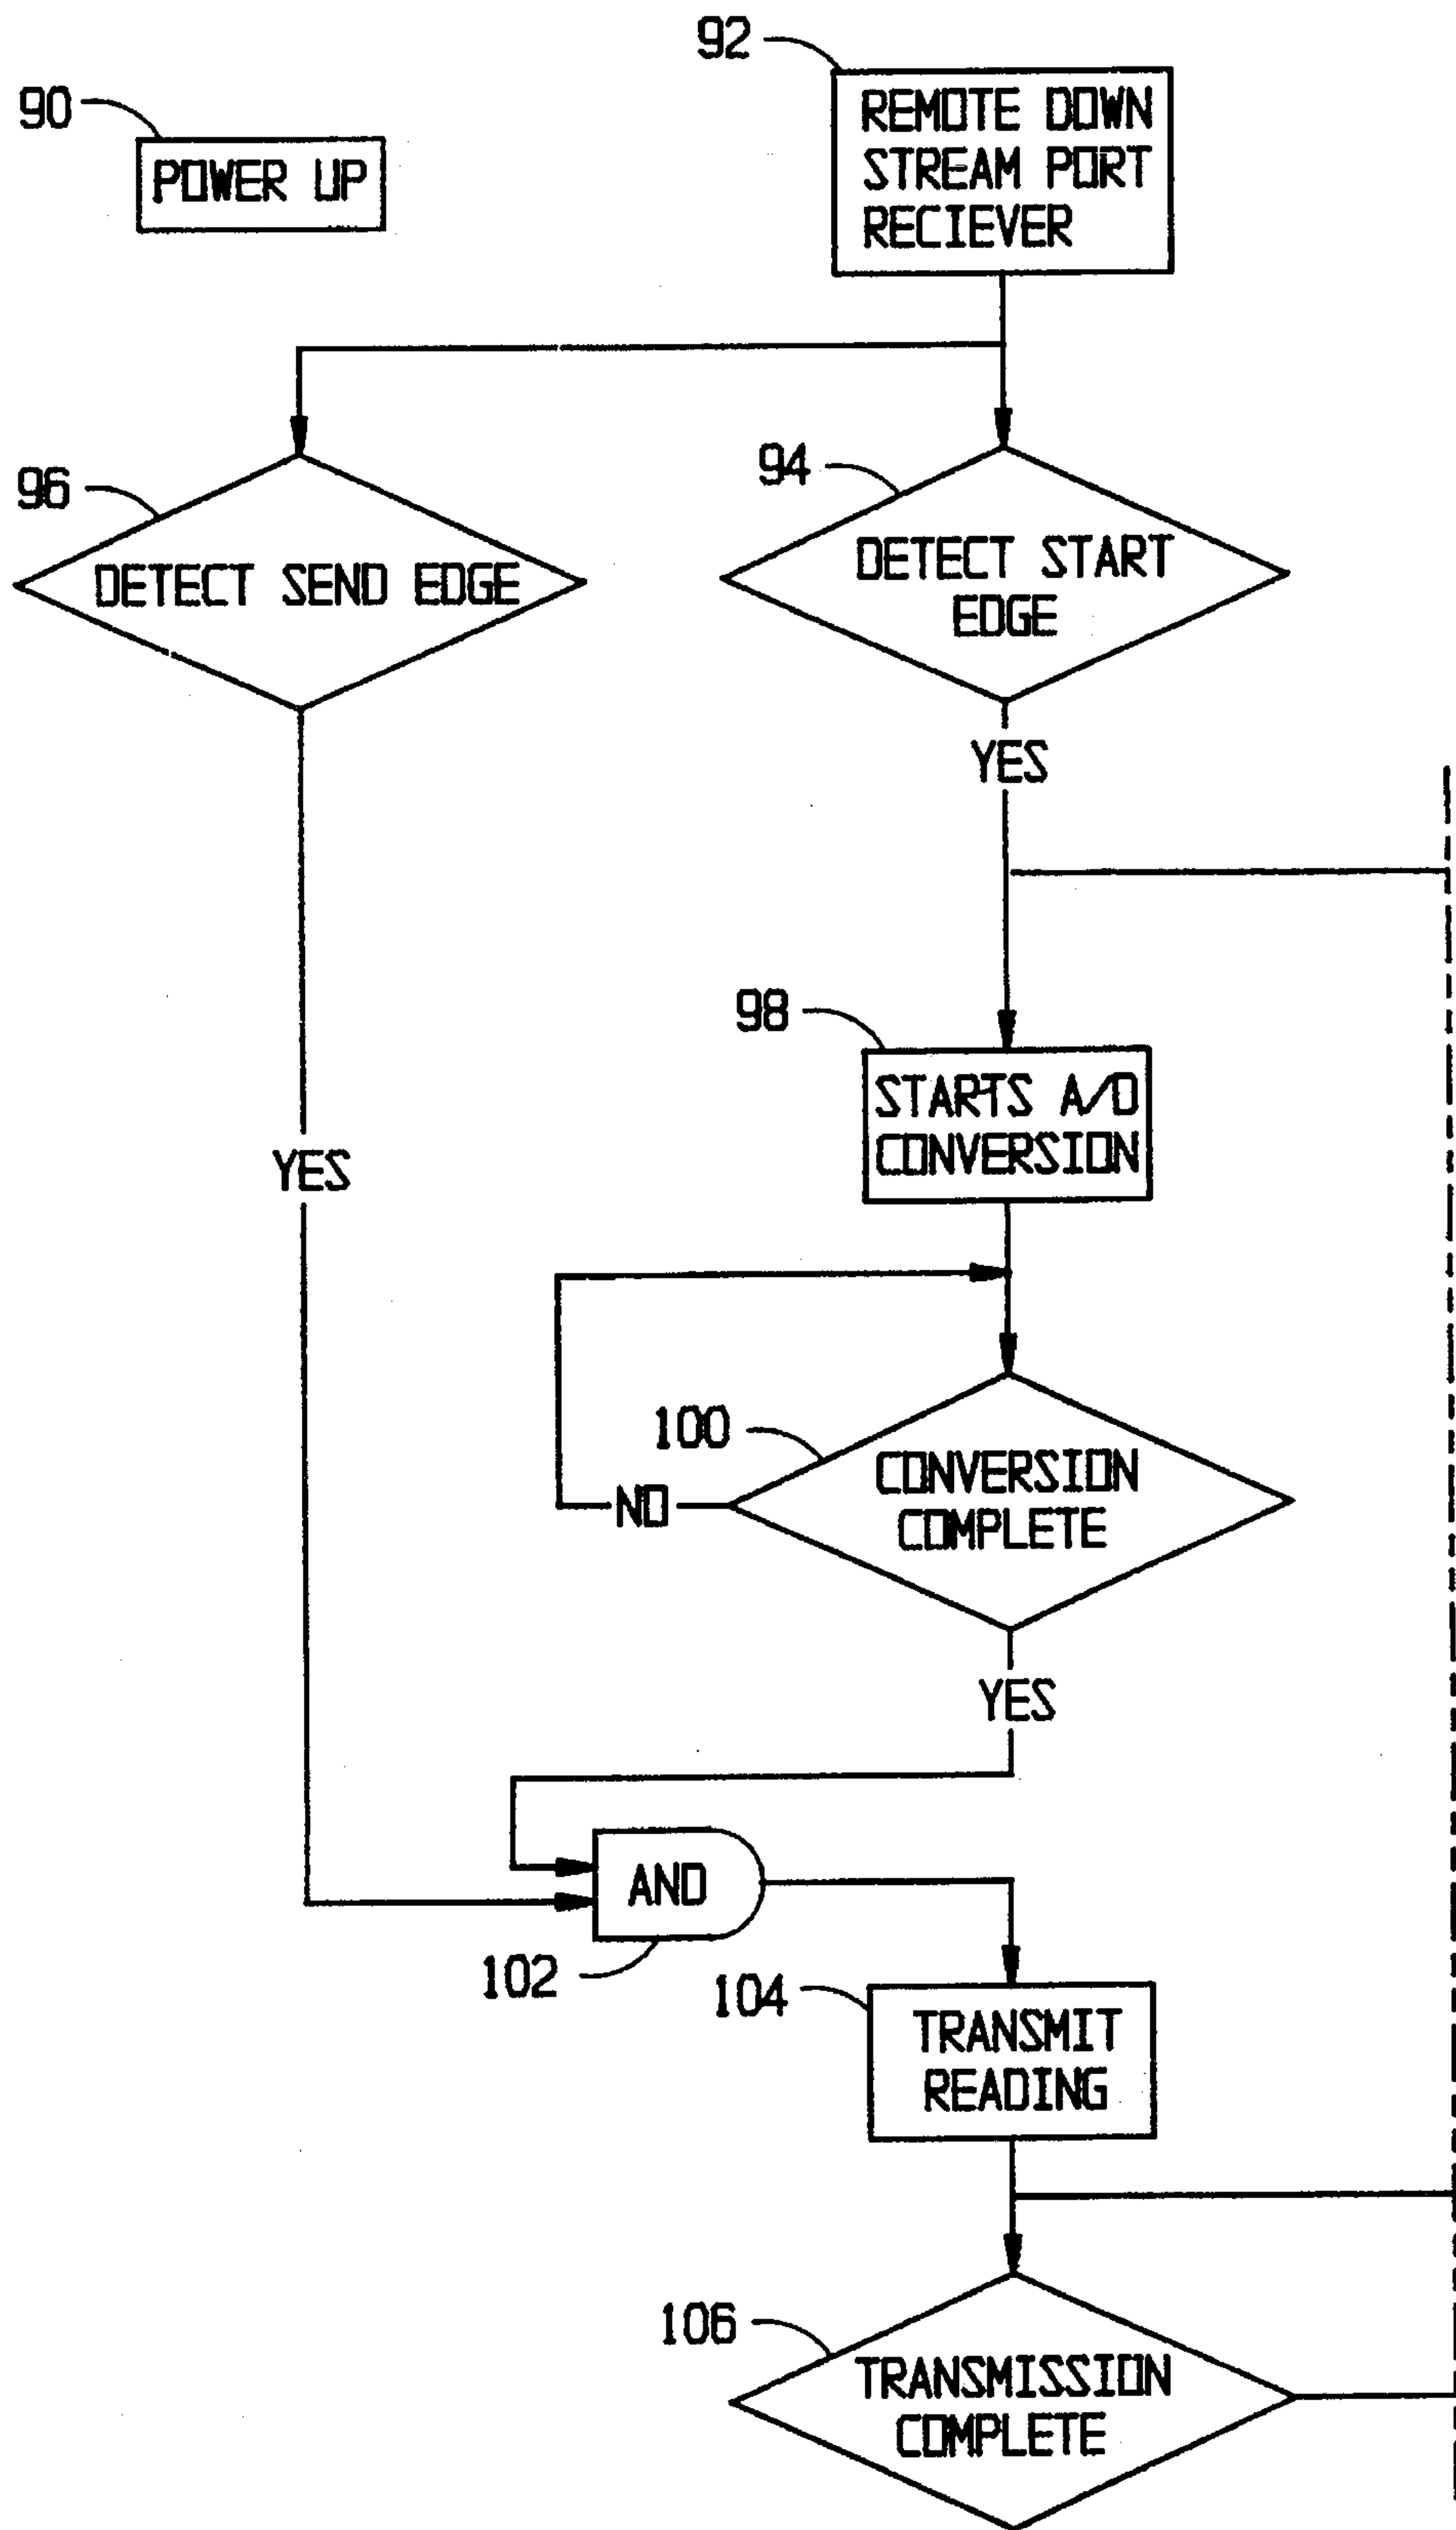 92
90
REMOTE DOWN
STREAM PORT
RECIEVER
POWER UP
96
94
DETECT SEND EDGE
DETECT START
EDGE
YES
98
STARTS A/D
CONVERSION
YES
100
CONVERSION
COMPLETE
NO
YES
AND
102
104
TRANSMIT
READING
106
TRANSMISSION
COMPLETE